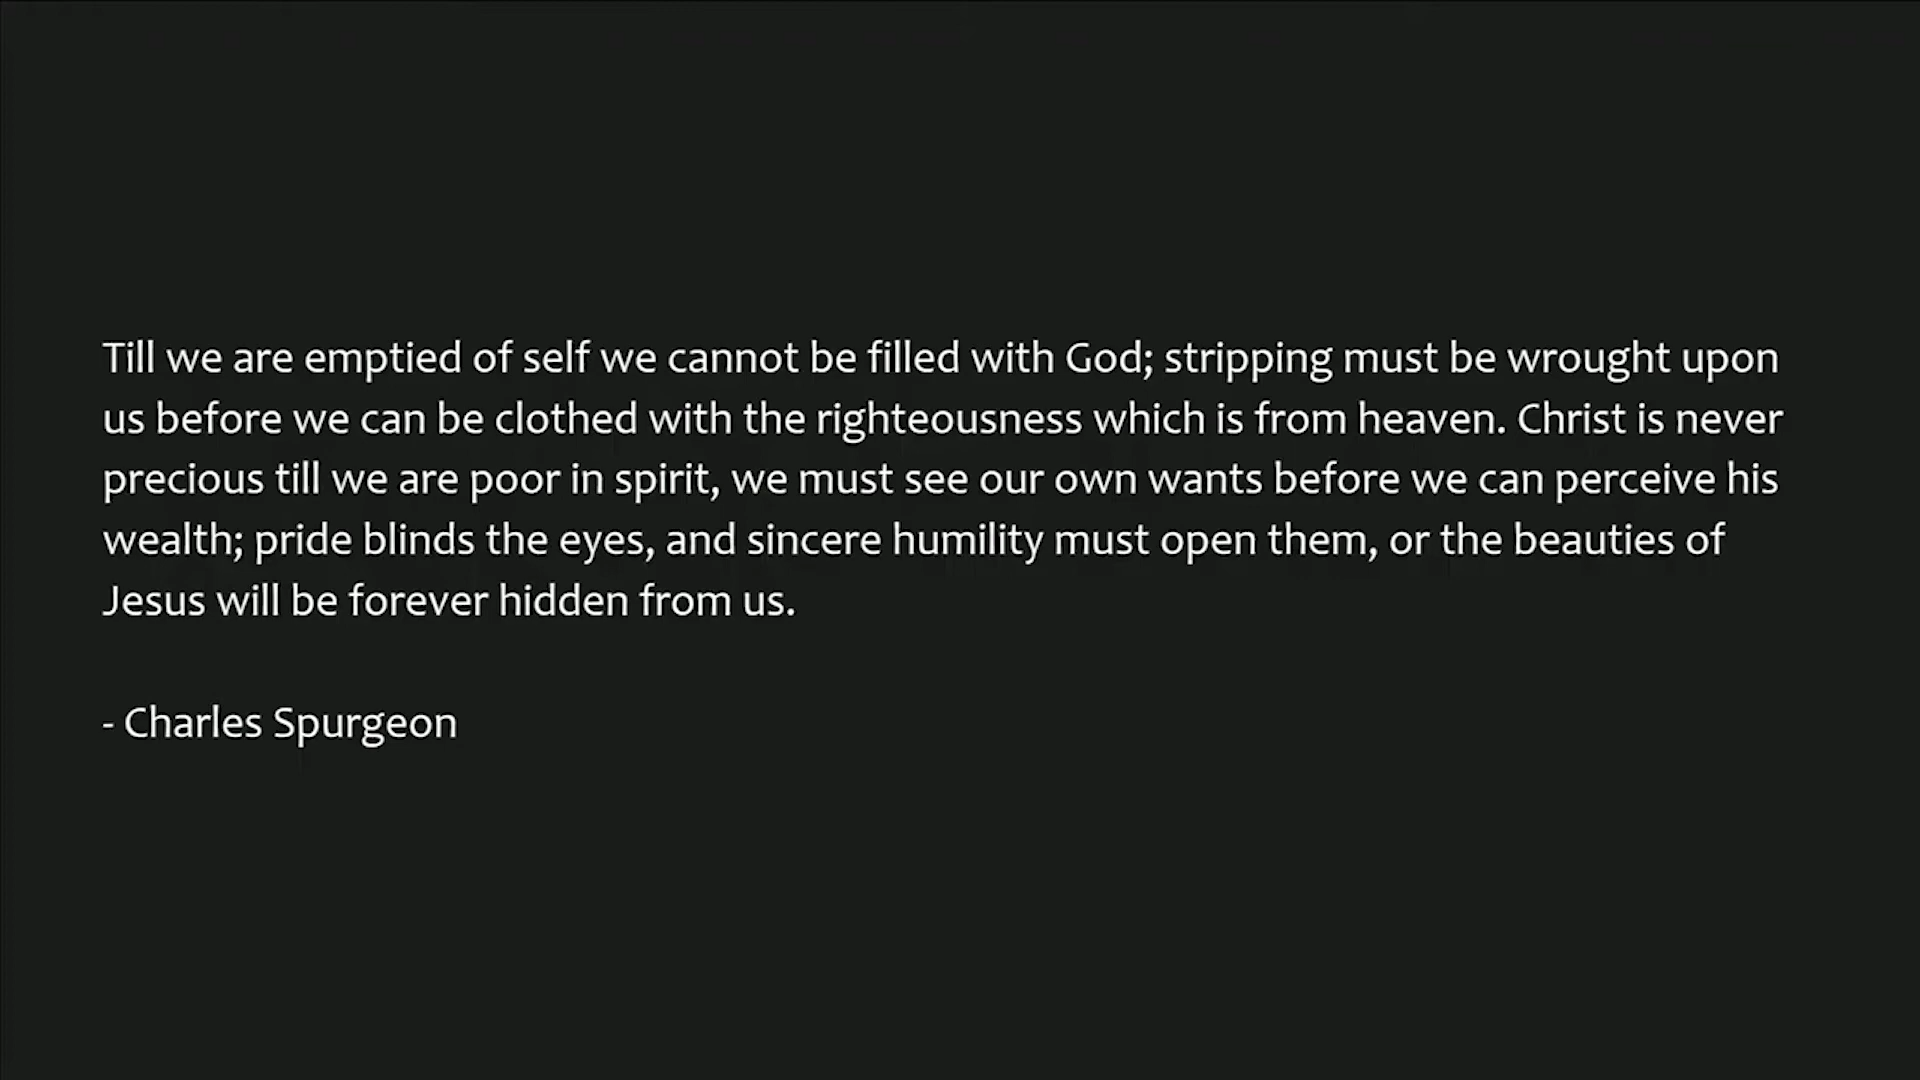 Till we are emptied of self we cannot be filled with God; stripping must be wrought upon
us before we can be clothed with the righteousness which is from heaven. Christ is never
precious till we are poor in spirit, we must see our own wants before we can perceive his
wealth; pride blinds the eyes, and sincere humility must open them, or the beauties of
Jesus will be forever hidden from us.
- Charles Spurgeon